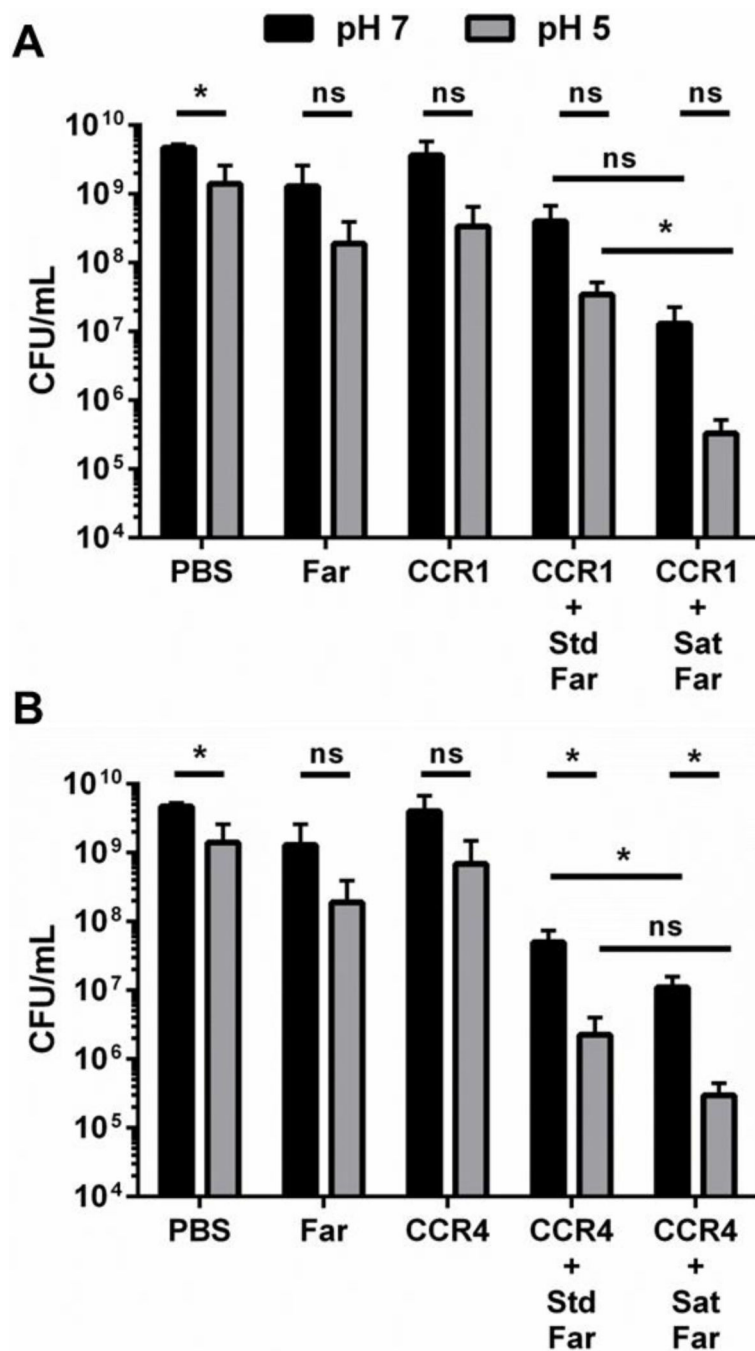 pH 7 pH 5
A
* ns ns ns ns
ns
*
10^10
10^9
10^8
10^7
10^6
10^5
10^4
CFU/mL
PBS Far CCR1 CCR1 CCR1
+ +
Std Sat
Far Far
B
* ns ns * *
*
ns
10^10
10^9
10^8
10^7
10^6
10^5
10^4
CFU/mL
PBS Far CCR4 CCR4 CCR4
+ +
Std Sat
Far Far